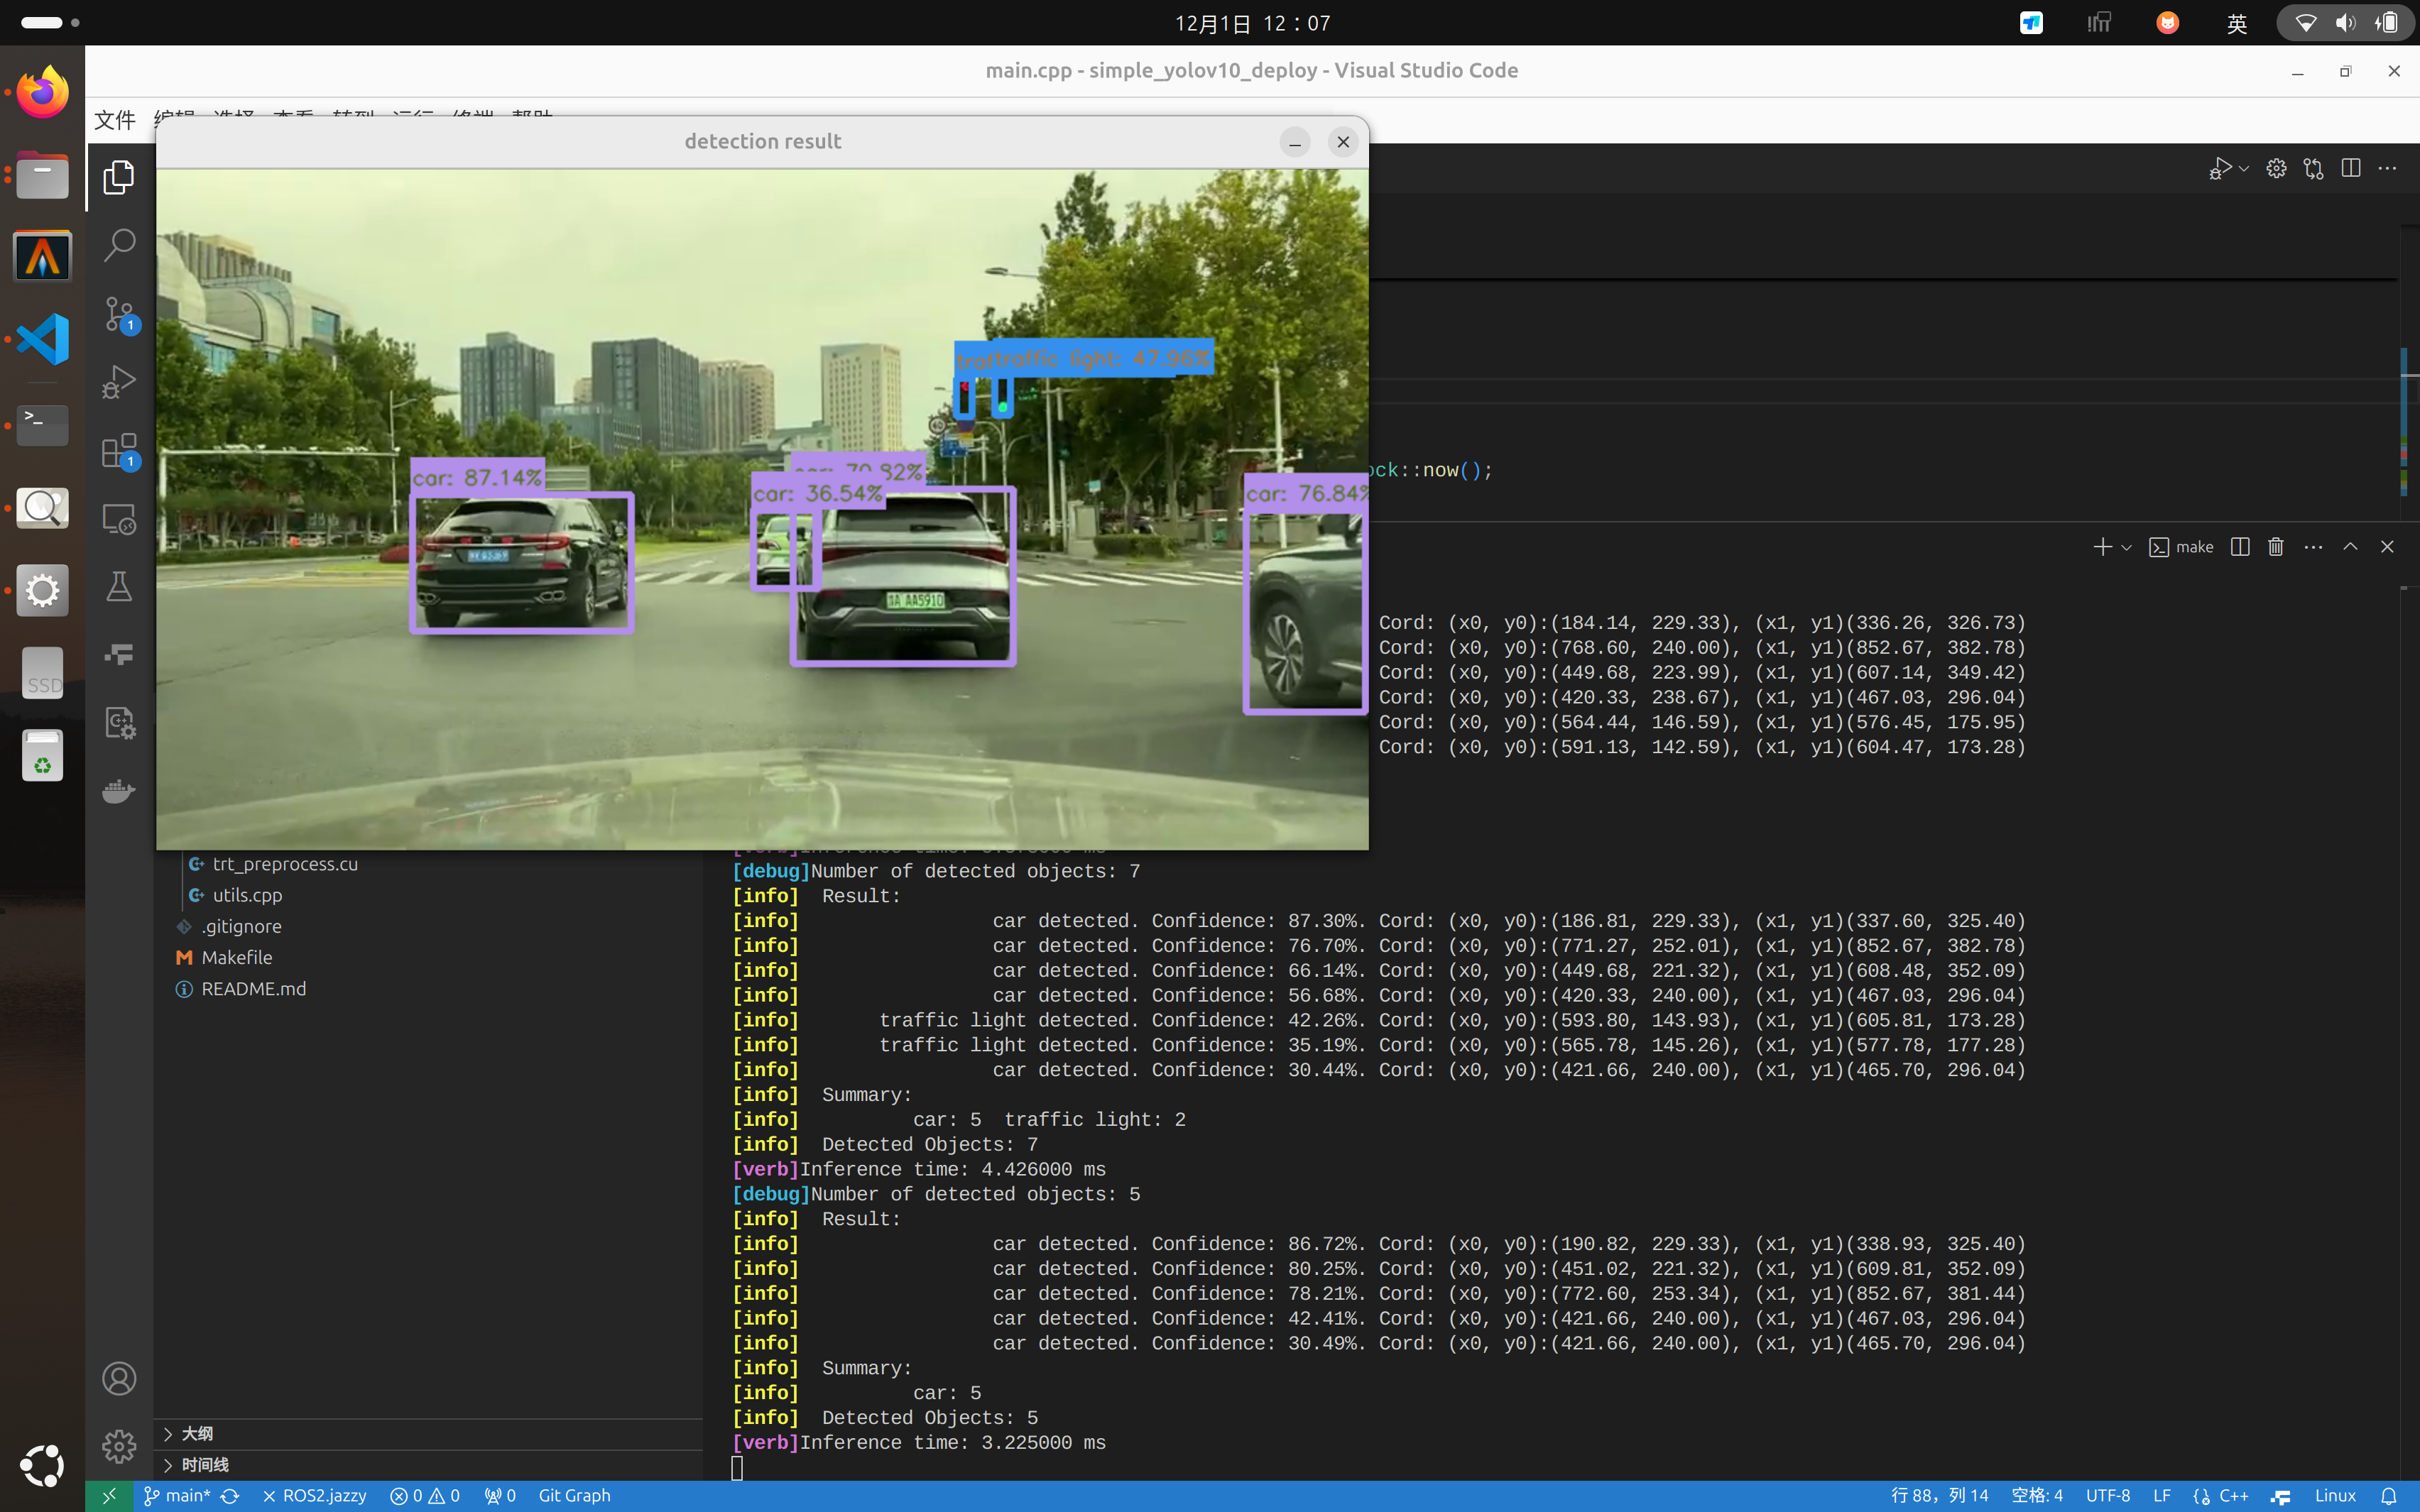 12月1日 12：07
英
main.cpp - simple_yolov10_deploy - Visual Studio Code
文件 编辑 选择 查看 转到 运行 终端 帮助
detection result
traffic light: 47.96%
car: 87.14%
car: 36.54%
car: 76.84%
AA591D
::now();
make
SSD
1
1
Cord: (x0, y0):(184.14, 229.33), (x1, y1)(336.26, 326.73)
Cord: (x0, y0):(768.60, 240.00), (x1, y1)(852.67, 382.78)
Cord: (x0, y0):(449.68, 223.99), (x1, y1)(607.14, 349.42)
Cord: (x0, y0):(420.33, 238.67), (x1, y1)(467.03, 296.04)
Cord: (x0, y0):(564.44, 146.59), (x1, y1)(576.45, 175.95)
Cord: (x0, y0):(591.13, 142.59), (x1, y1)(604.47, 173.28)
trt_preprocess.cu
utils.cpp
.gitignore
Makefile
README.md
[debug]Number of detected objects: 7
[info] Result:
[info] car detected. Confidence: 87.30%. Cord: (x0, y0):(186.81, 229.33), (x1, y1)(337.60, 325.40)
[info] car detected. Confidence: 76.70%. Cord: (x0, y0):(771.27, 252.01), (x1, y1)(852.67, 382.78)
[info] car detected. Confidence: 66.14%. Cord: (x0, y0):(449.68, 221.32), (x1, y1)(608.48, 352.09)
[info] car detected. Confidence: 56.68%. Cord: (x0, y0):(420.33, 240.00), (x1, y1)(467.03, 296.04)
[info] traffic light detected. Confidence: 42.26%. Cord: (x0, y0):(593.80, 143.93), (x1, y1)(605.81, 173.28)
[info] traffic light detected. Confidence: 35.19%. Cord: (x0, y0):(565.78, 145.26), (x1, y1)(577.78, 177.28)
[info] car detected. Confidence: 30.44%. Cord: (x0, y0):(421.66, 240.00), (x1, y1)(465.70, 296.04)
[info] Summary:
[info] car: 5 traffic light: 2
[info] Detected Objects: 7
[verb]Inference time: 4.426000 ms
[debug]Number of detected objects: 5
[info] Result:
[info] car detected. Confidence: 86.72%. Cord: (x0, y0):(190.82, 229.33), (x1, y1)(338.93, 325.40)
[info] car detected. Confidence: 80.25%. Cord: (x0, y0):(451.02, 221.32), (x1, y1)(609.81, 352.09)
[info] car detected. Confidence: 78.21%. Cord: (x0, y0):(772.60, 253.34), (x1, y1)(852.67, 381.44)
[info] car detected. Confidence: 42.41%. Cord: (x0, y0):(421.66, 240.00), (x1, y1)(467.03, 296.04)
[info] car detected. Confidence: 30.49%. Cord: (x0, y0):(421.66, 240.00), (x1, y1)(465.70, 296.04)
[info] Summary:
[info] car: 5
[info] Detected Objects: 5
[verb]Inference time: 3.225000 ms
大纲
时间线
main* ROS2.jazzy 0 0 0 Git Graph
行 88，列 14 空格: 4 UTF-8 LF C++ Linux